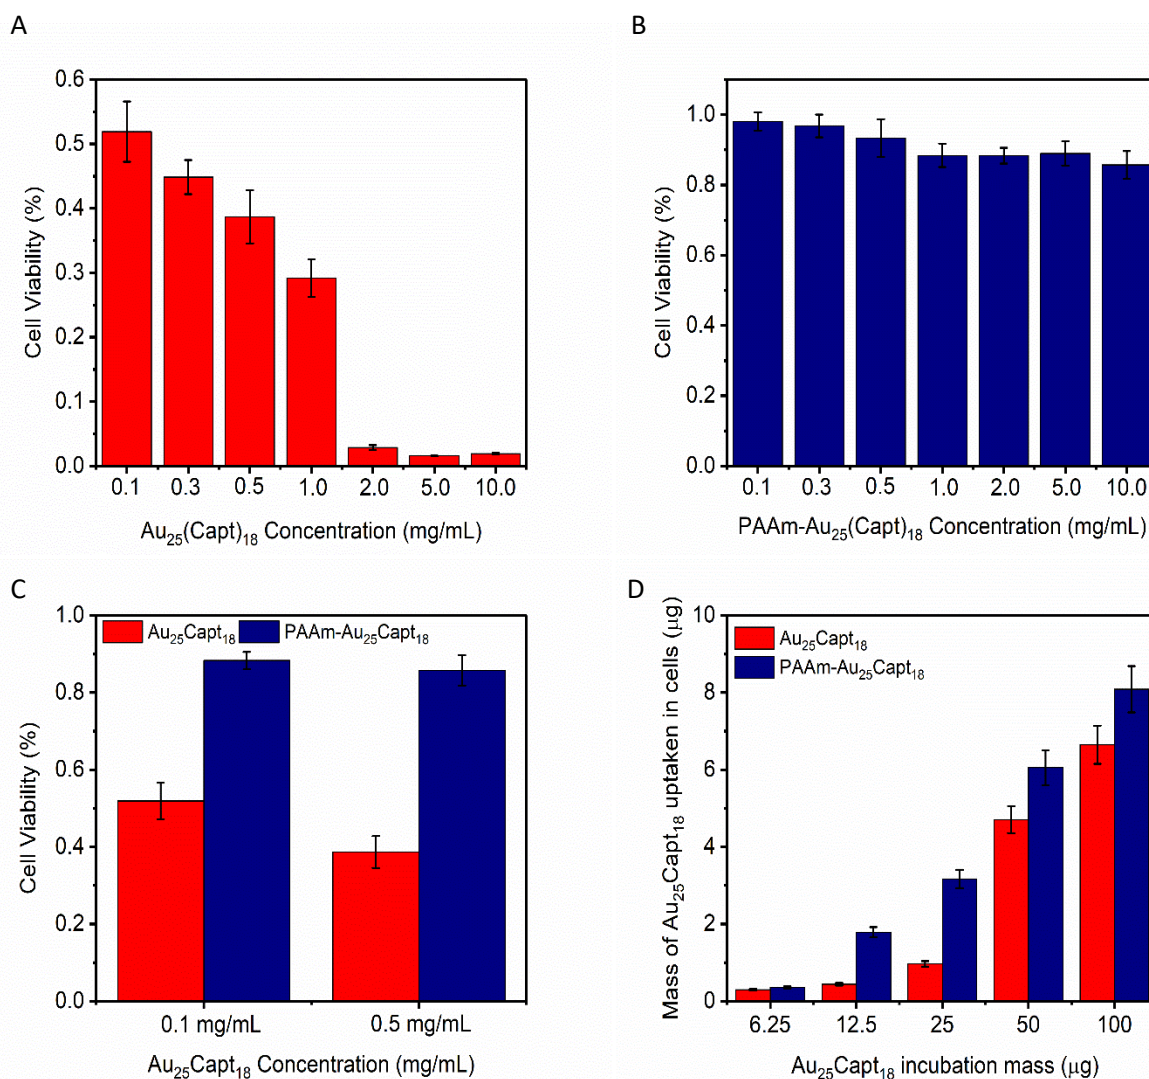 A
Cell Viability (%)
0.6
0.5
0.4
0.3
0.2
0.1
0.0
0.1 0.3 0.5 1.0 2.0 5.0 10.0
Au₂₅(Capt)₁₈ Concentration (mg/mL)
B
Cell Viability (%)
1.0
0.8
0.6
0.4
0.2
0.0
0.1 0.3 0.5 1.0 2.0 5.0 10.0
PAAm-Au₂₅(Capt)₁₈ Concentration (mg/mL)
C
Cell Viability (%)
1.0
0.8
0.6
0.4
0.2
0.0
Au₂₅Capt₁₈ PAAm-Au₂₅Capt₁₈
0.1 mg/mL 0.5 mg/mL
Au₂₅Capt₁₈ Concentration (mg/mL)
D
Mass of Au₂₅Capt₁₈ uptaken in cells (μg)
10
8
6
4
2
0
Au₂₅Capt₁₈
PAAm-Au₂₅Capt₁₈
6.25 12.5 25 50 100
Au₂₅Capt₁₈ incubation mass (μg)